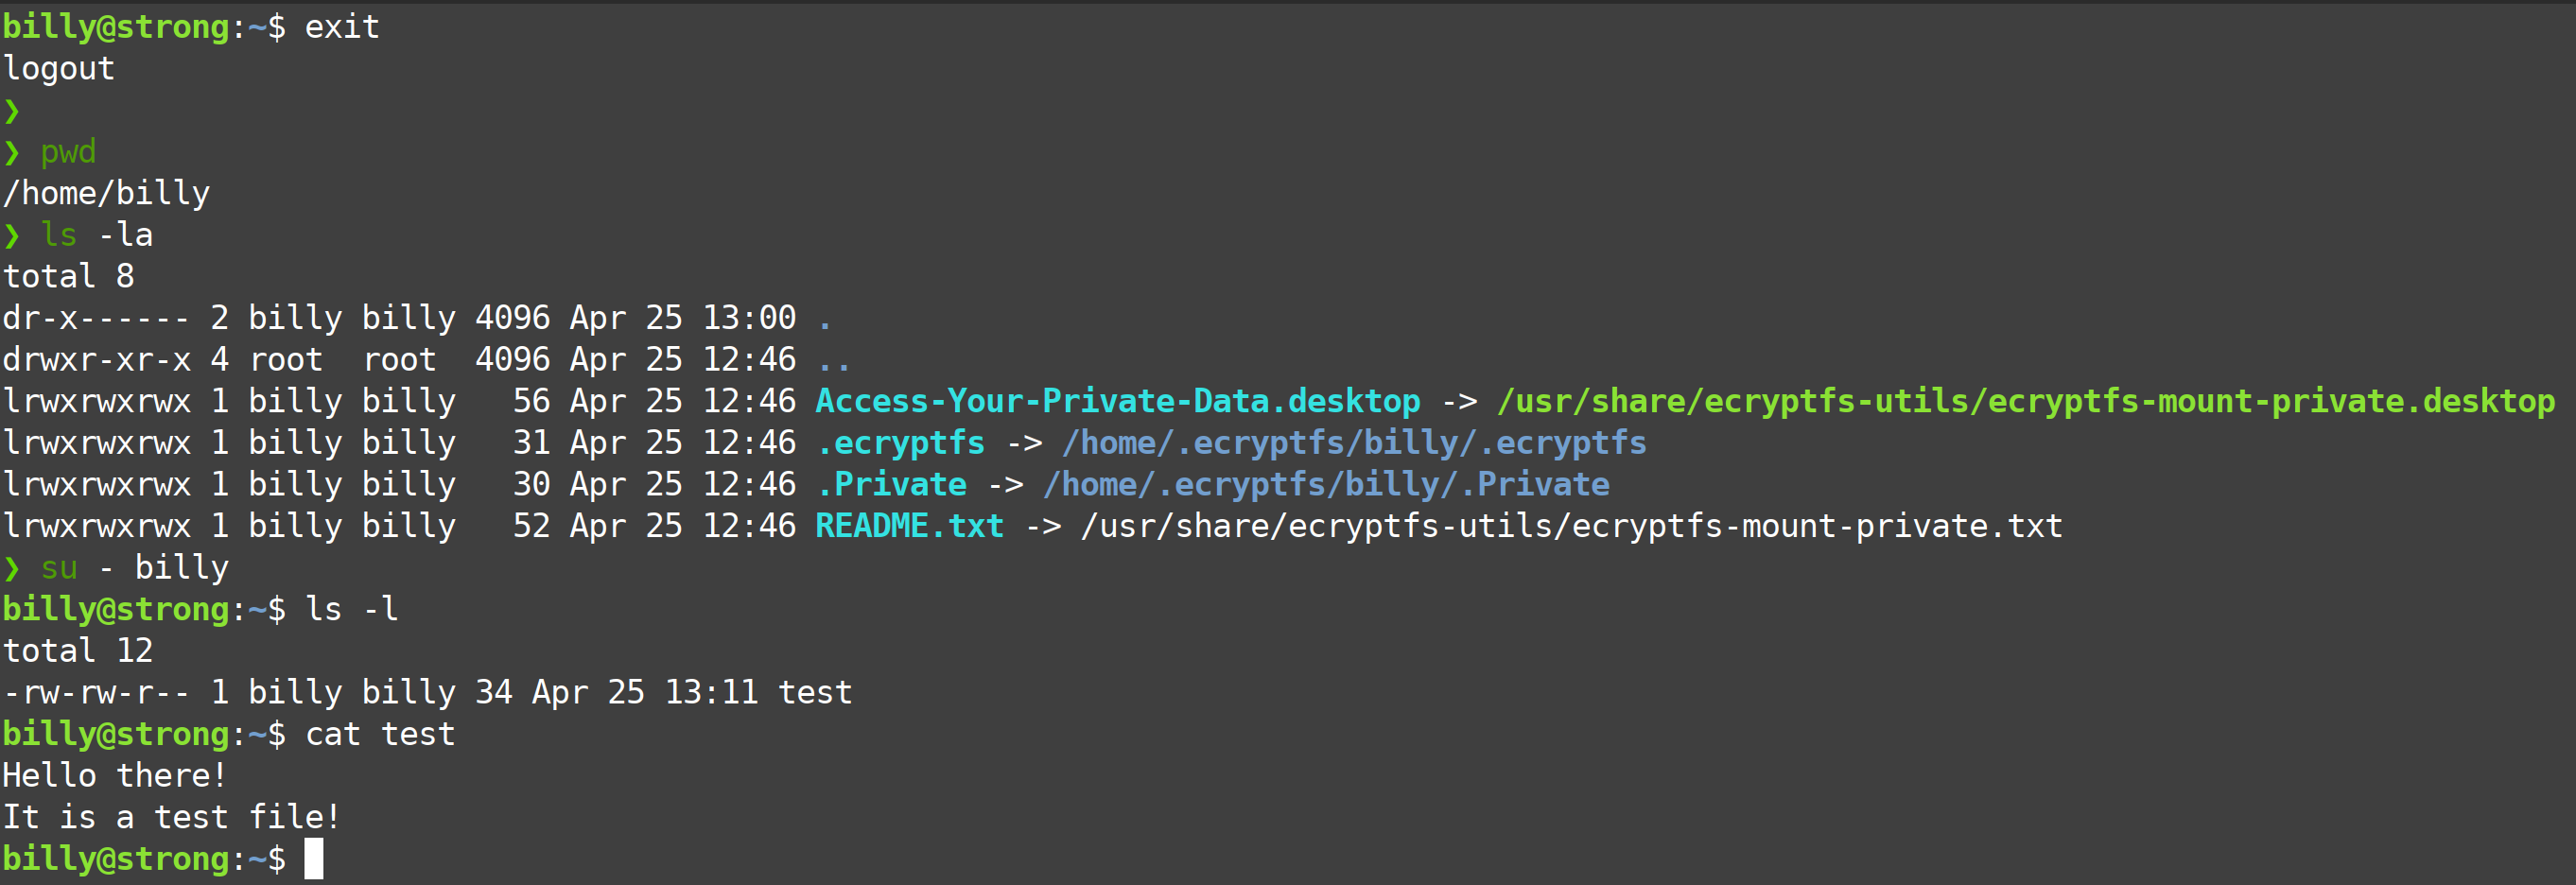 billy@strong:~$ exit
logout
❯
❯ pwd
/home/billy
❯ ls -la
total 8
dr-x------ 2 billy billy 4096 Apr 25 13:00 .
drwxr-xr-x 4 root  root  4096 Apr 25 12:46 ..
lrwxrwxrwx 1 billy billy   56 Apr 25 12:46 Access-Your-Private-Data.desktop -> /usr/share/ecryptfs-utils/ecryptfs-mount-private.desktop
lrwxrwxrwx 1 billy billy   31 Apr 25 12:46 .ecryptfs -> /home/.ecryptfs/billy/.ecryptfs
lrwxrwxrwx 1 billy billy   30 Apr 25 12:46 .Private -> /home/.ecryptfs/billy/.Private
lrwxrwxrwx 1 billy billy   52 Apr 25 12:46 README.txt -> /usr/share/ecryptfs-utils/ecryptfs-mount-private.txt
❯ su - billy
billy@strong:~$ ls -l
total 12
-rw-rw-r-- 1 billy billy 34 Apr 25 13:11 test
billy@strong:~$ cat test
Hello there!
It is a test file!
billy@strong:~$